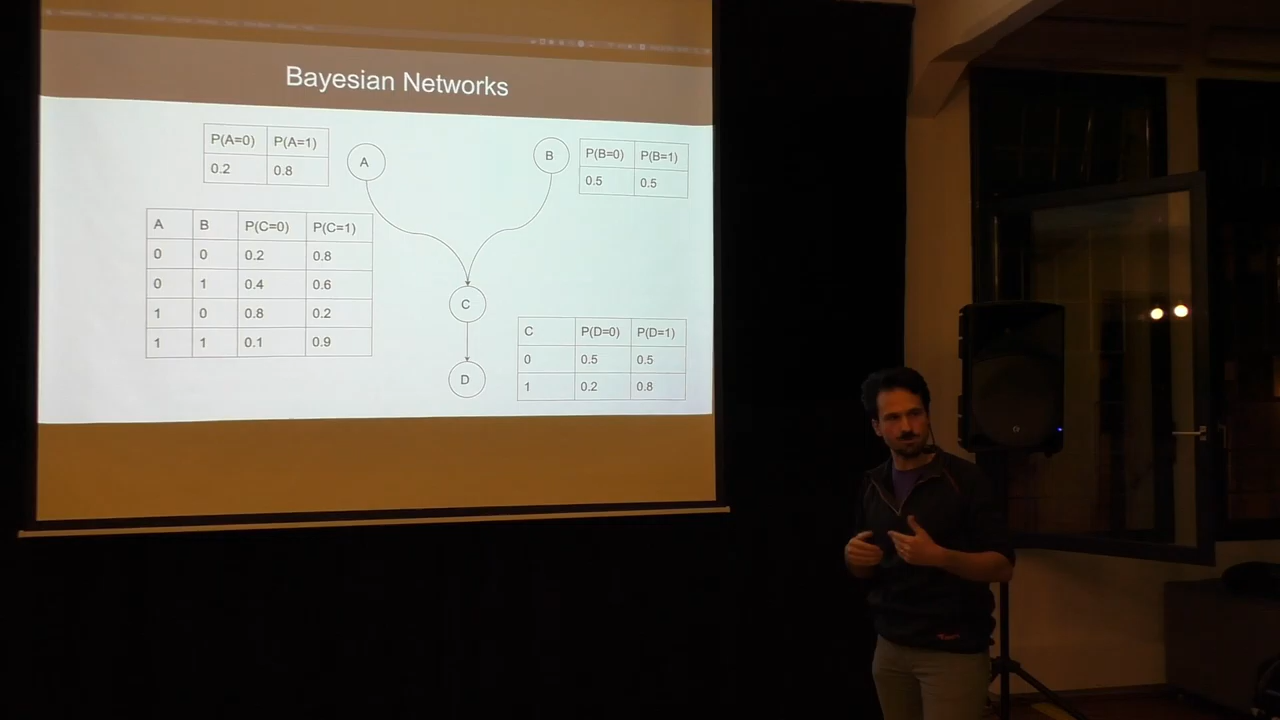 Bayesian Networks
P(A=0) P(A=1)
0.2 0.8
A
B
P(B=0) P(B=1)
0.5 0.5
A B P(C=0) P(C=1)
0 0 0.2 0.8
0 1 0.4 0.6
1 0 0.8 0.2
1 1 0.1 0.9
C
D
C P(D=0) P(D=1)
0 0.5 0.5
1 0.2 0.8